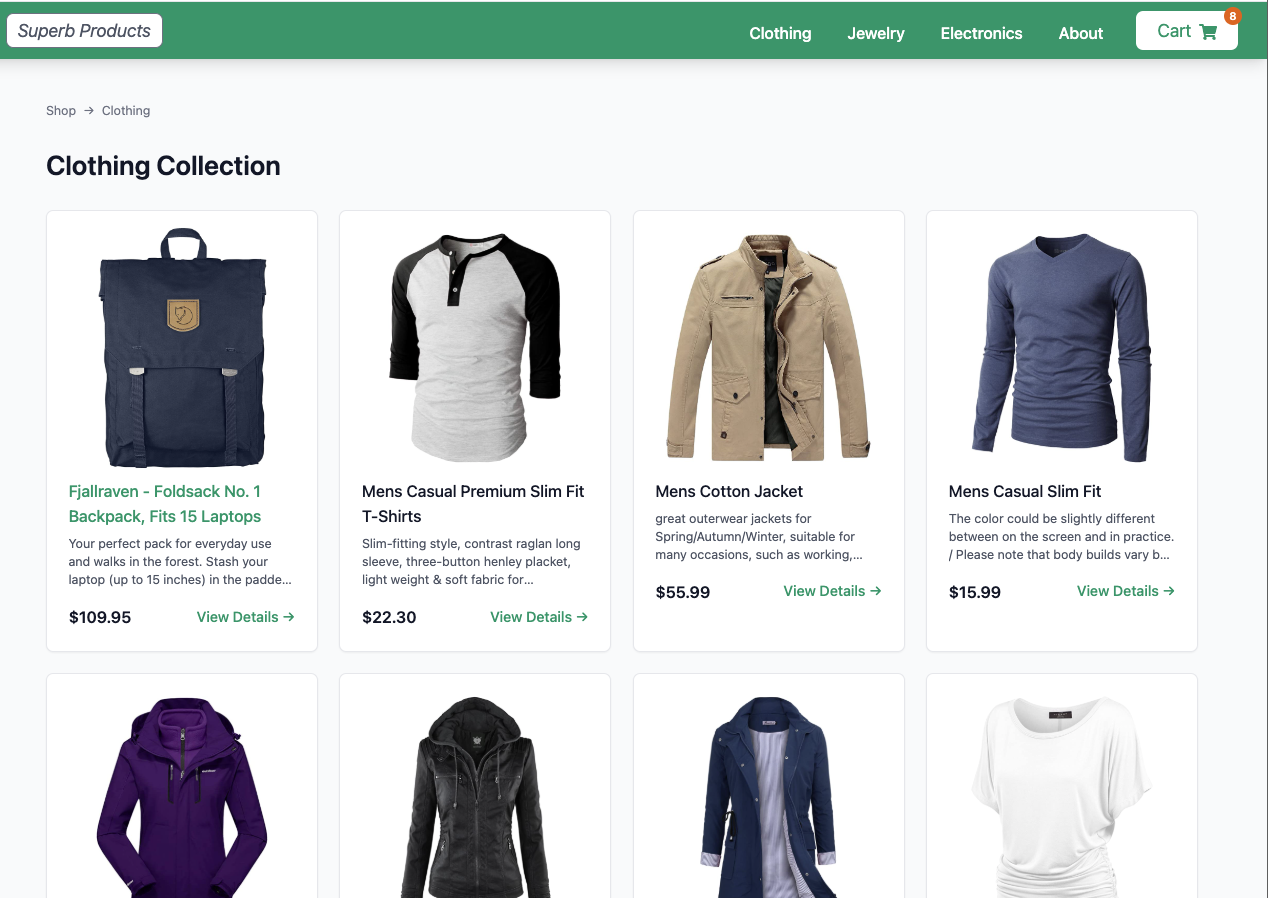 Superb Products
Clothing
Jewelry
Electronics
About
Cart
8
Shop → Clothing
Clothing Collection
Fjallraven - Foldsack No. 1
Backpack, Fits 15 Laptops
Your perfect pack for everyday use
and walks in the forest. Stash your
laptop (up to 15 inches) in the padde...
$109.95
View Details →
Mens Casual Premium Slim Fit
T-Shirts
Slim-fitting style, contrast raglan long
sleeve, three-button henley placket,
light weight & soft fabric for...
$22.30
View Details →
Mens Cotton Jacket
great outerwear jackets for
Spring/Autumn/Winter, suitable for
many occasions, such as working,...
$55.99
View Details →
Mens Casual Slim Fit
The color could be slightly different
between on the screen and in practice.
/ Please note that body builds vary b...
$15.99
View Details →